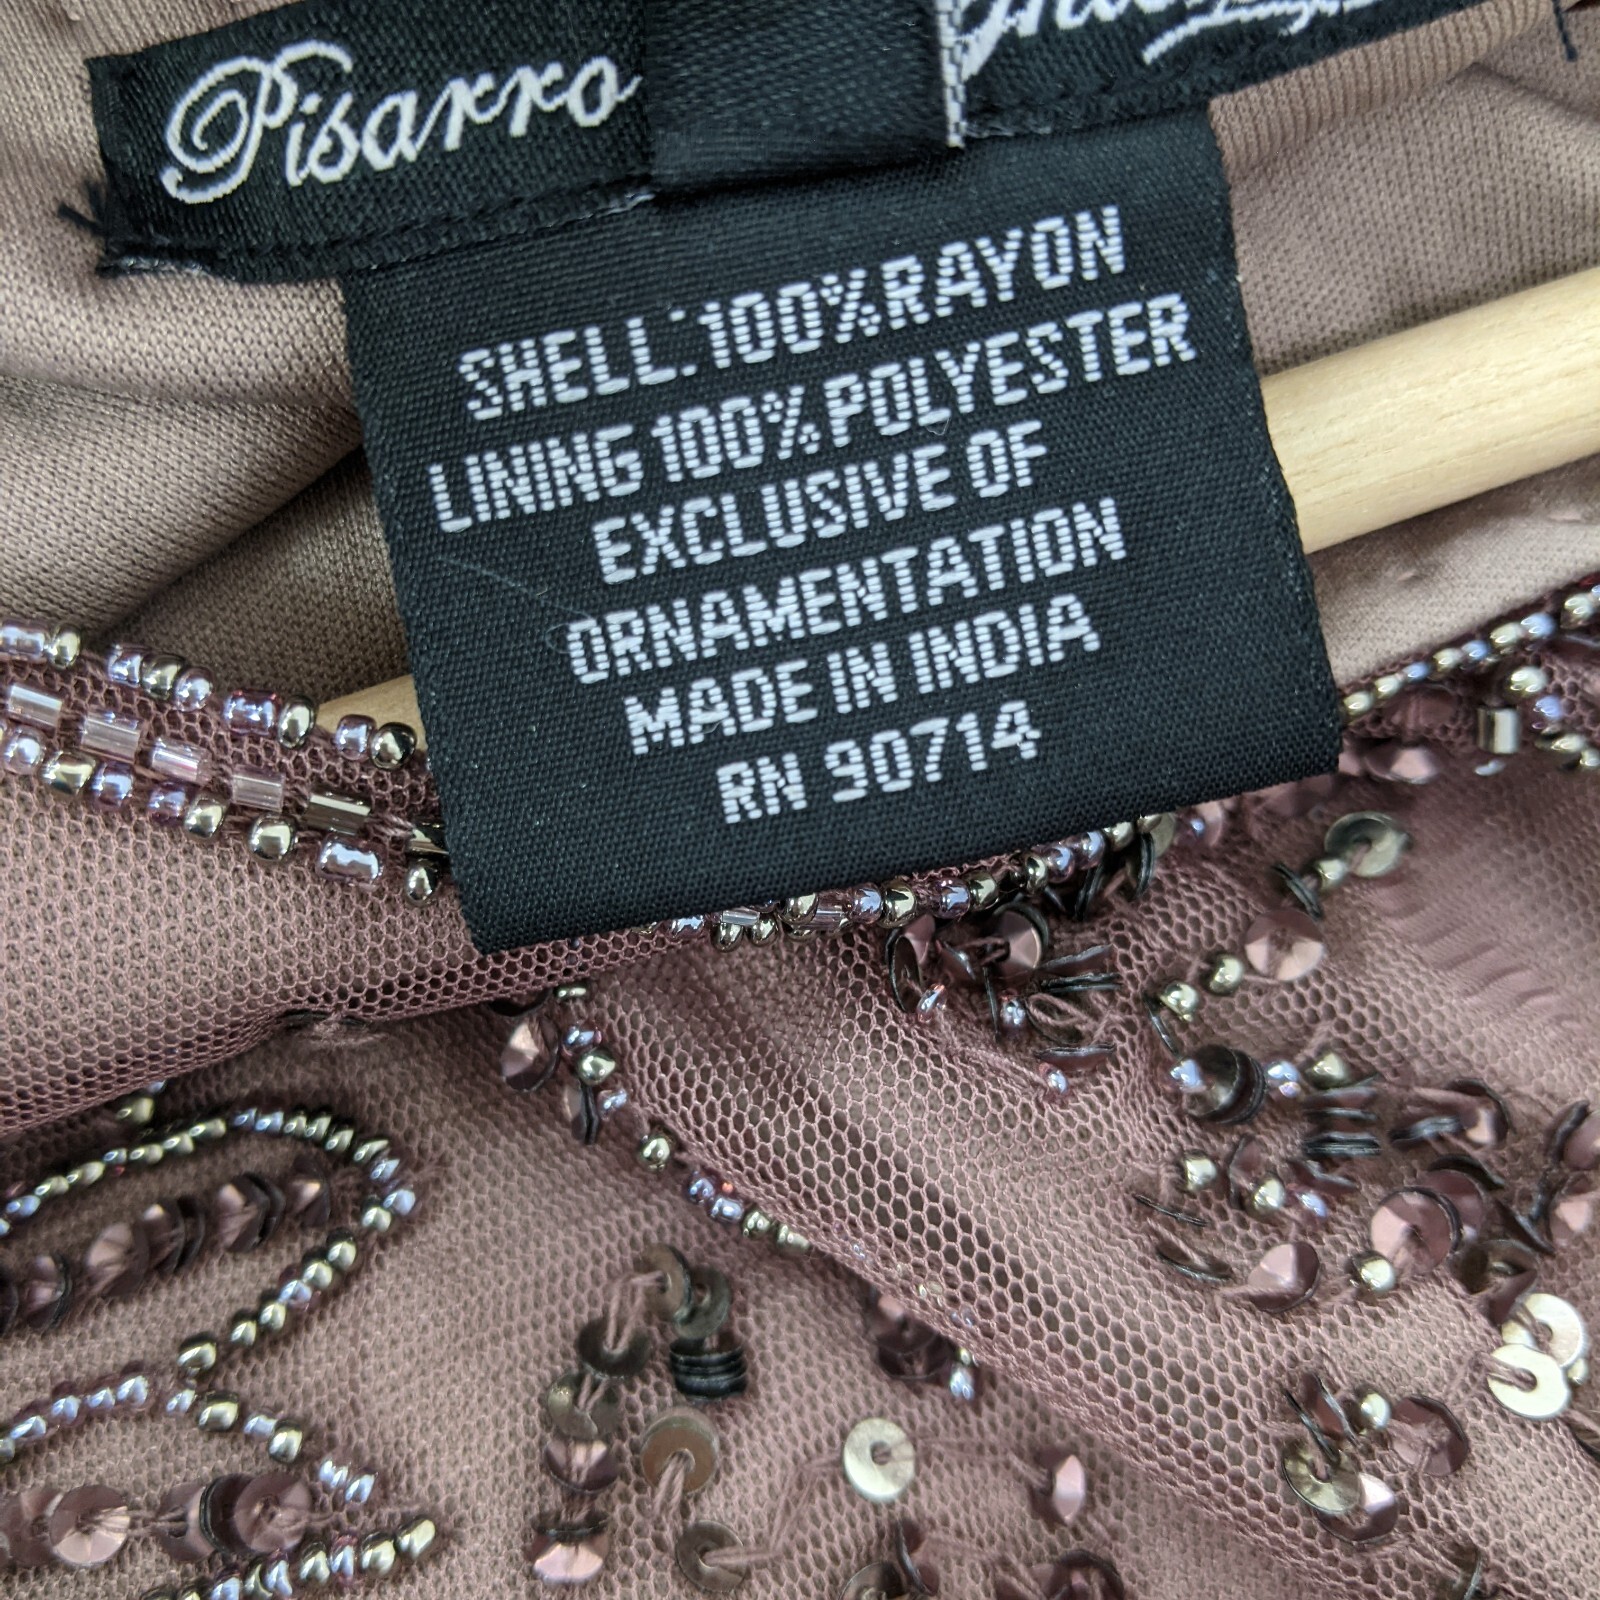 Pisarro
SHELL:100%RAYON
LINING 100% POLYESTER
EXCLUSIVE OF
ORNAMENTATION
MADE IN INDIA
RN 90714